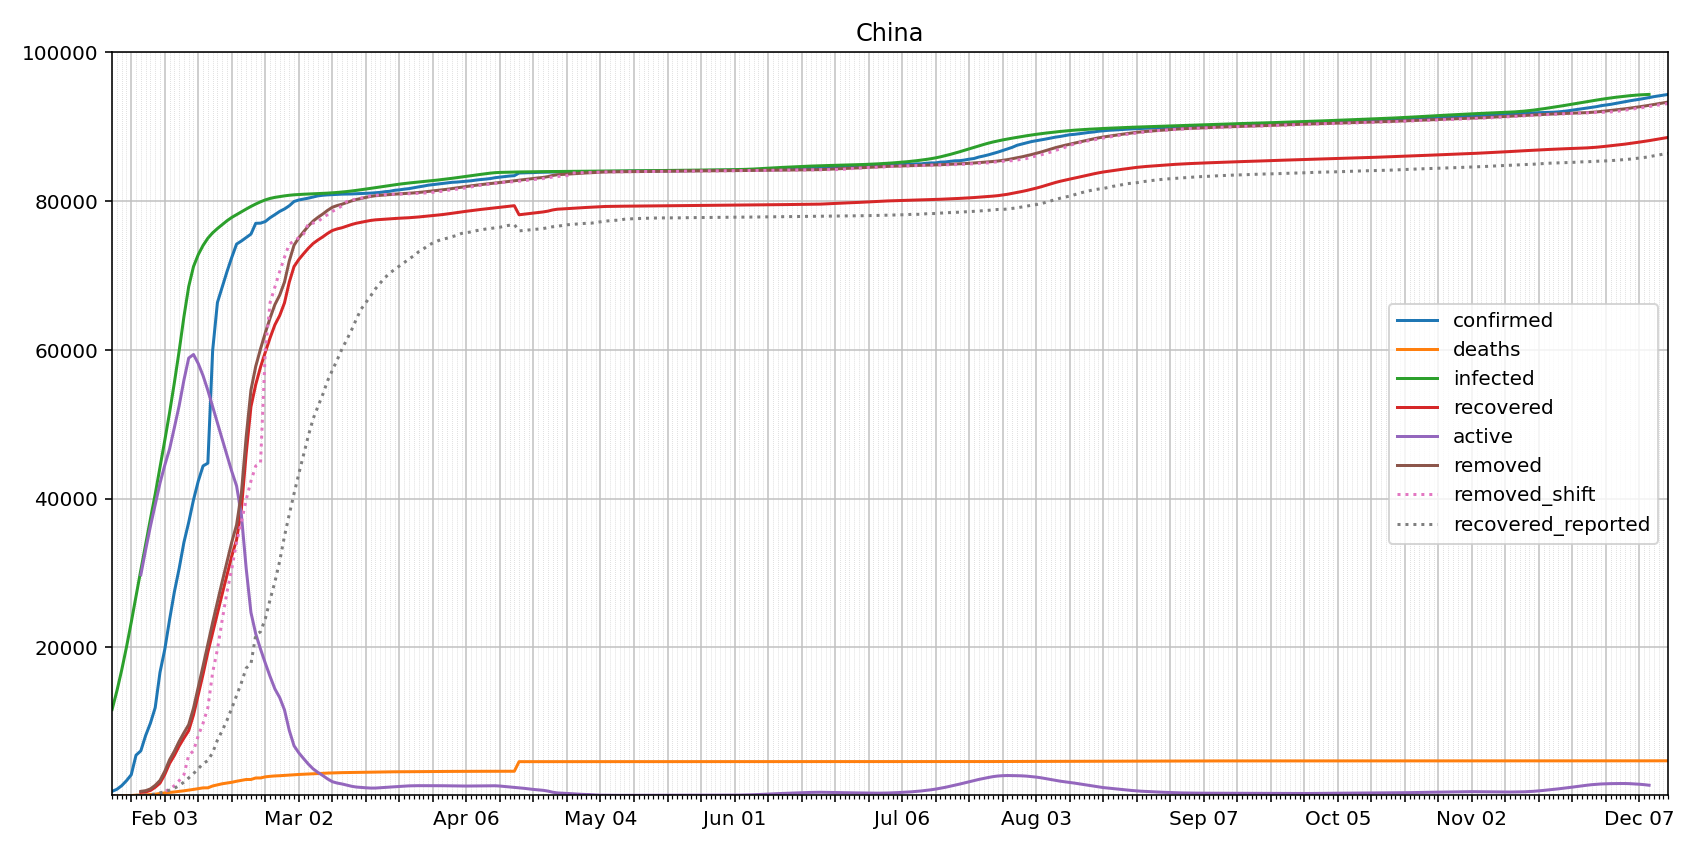 China
100000
80000
60000
40000
20000
Feb 03 Mar 02 Apr 06 May 04 Jun 01 Jul 06 Aug 03 Sep 07 Oct 05 Nov 02 Dec 07
confirmed
deaths
infected
recovered
active
removed
removed_shift
recovered_reported